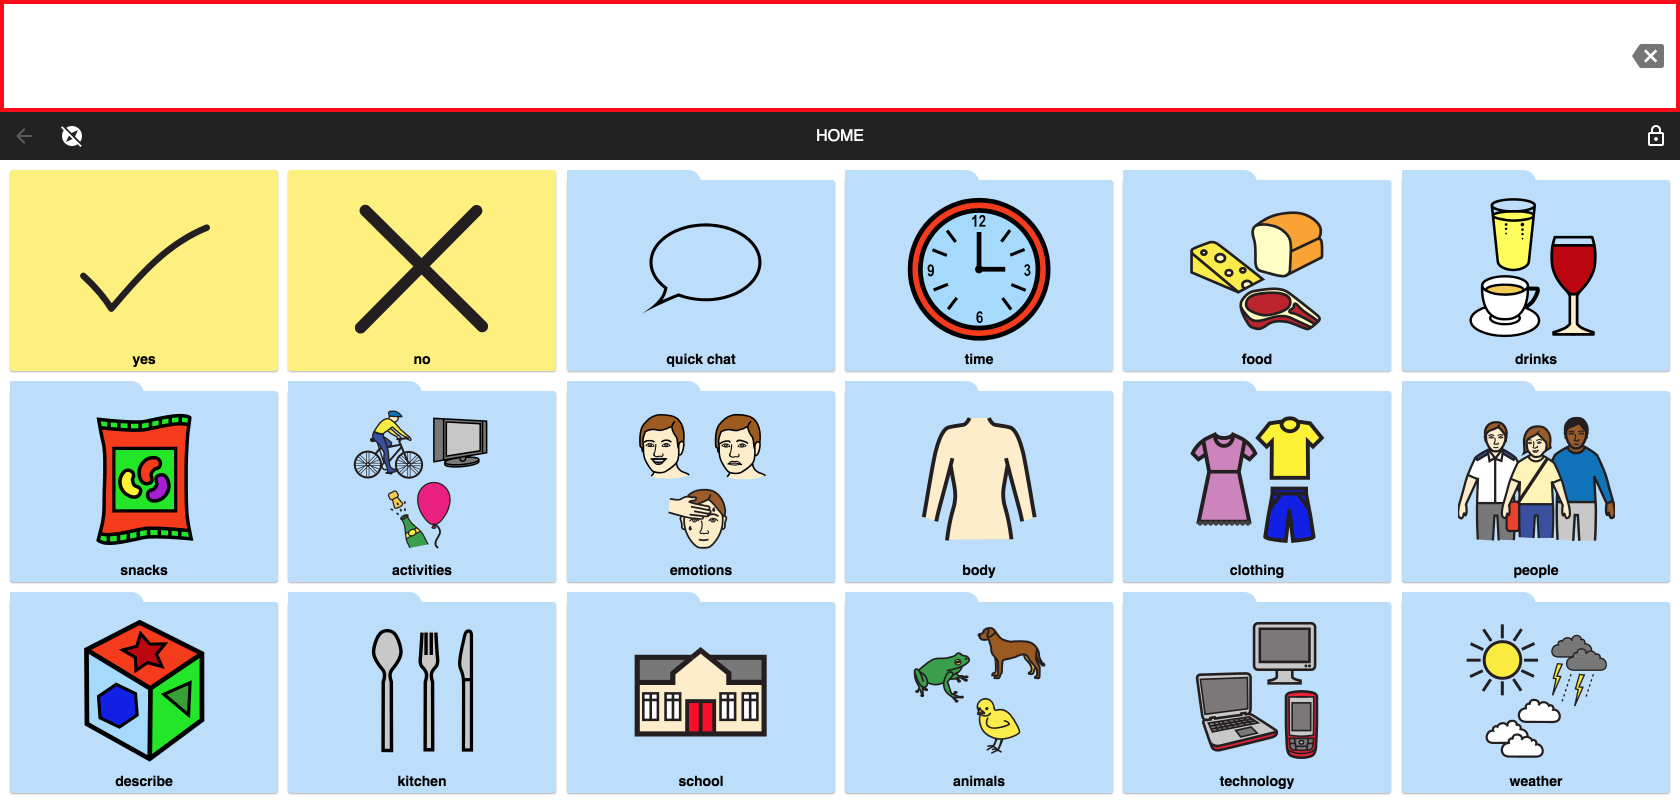 HOME
yes
no
quick chat
12
9
3
6
time
food
drinks
snacks
activities
emotions
body
clothing
people
describe
kitchen
school
animals
technology
weather